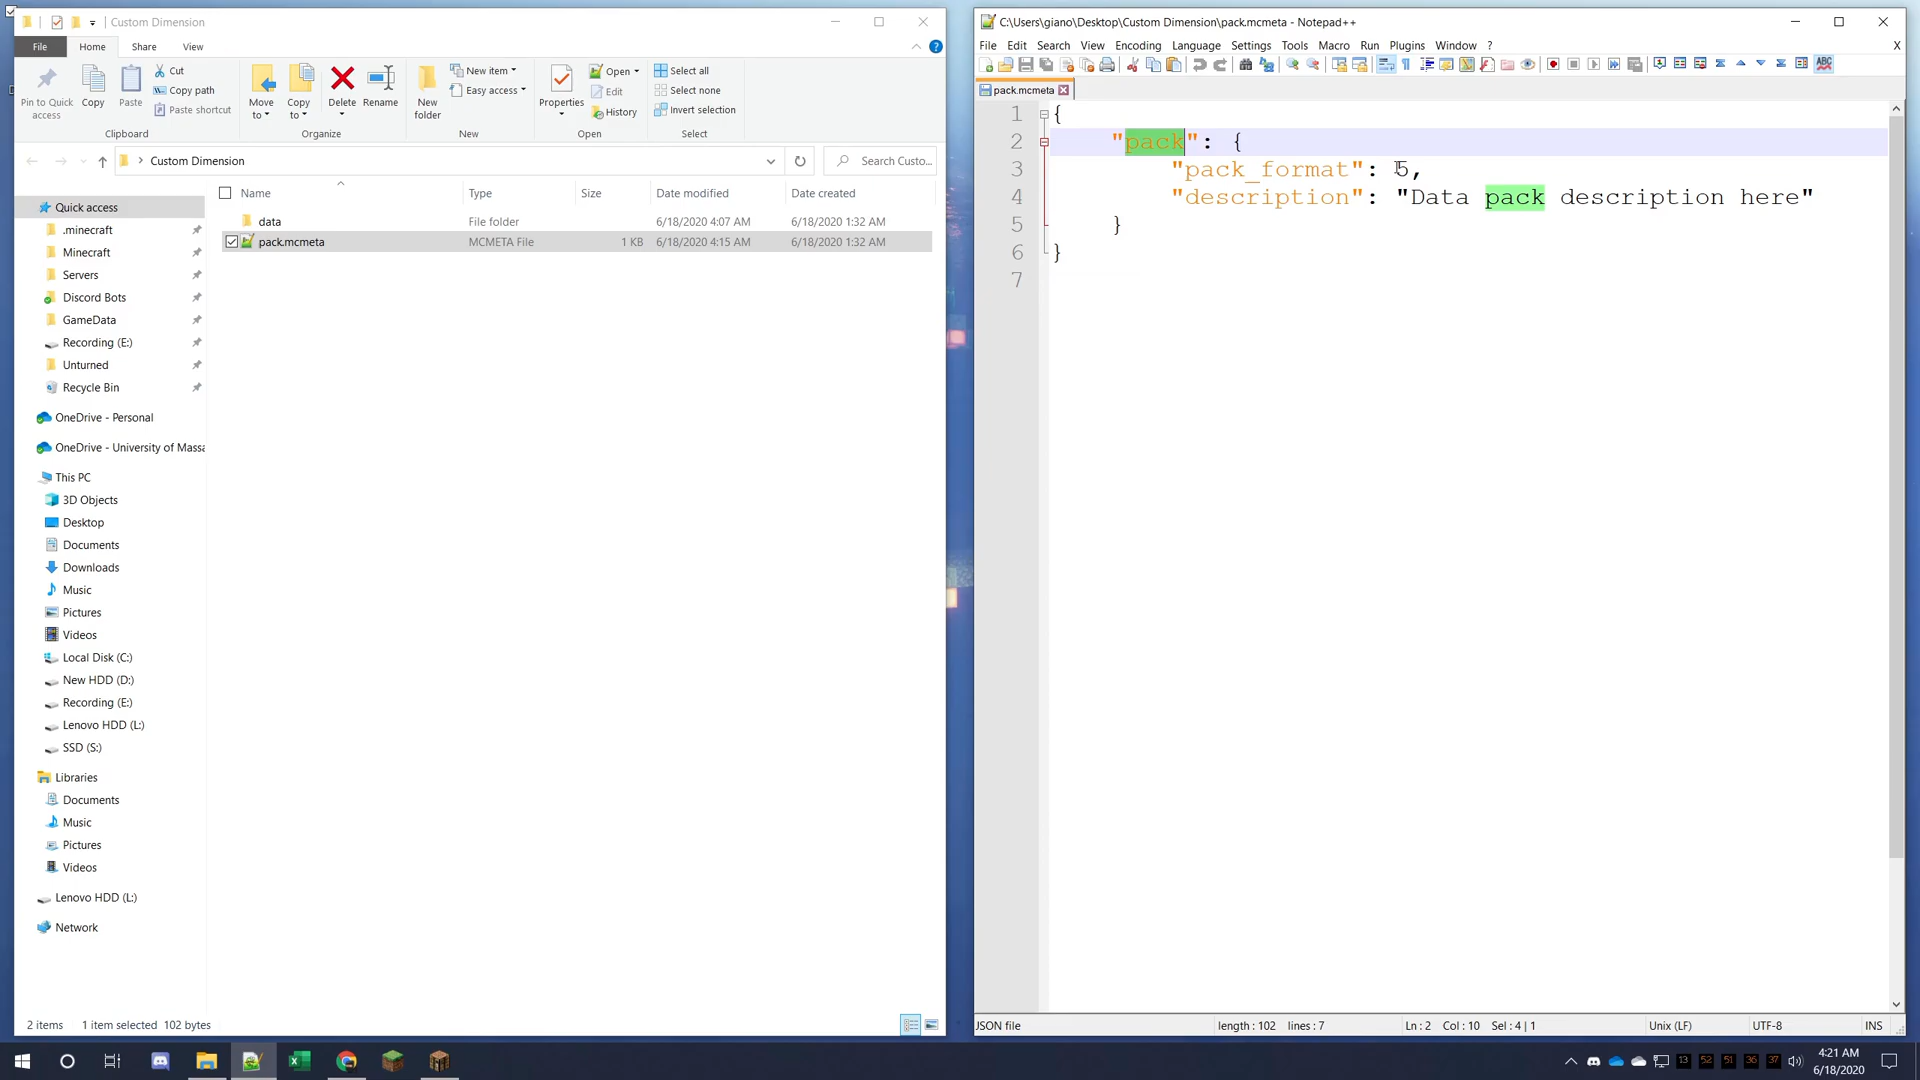 Custom Dimension
File
Home
Share
View
Pin to Quick access
Copy
Paste
Cut
Copy path
Paste shortcut
Clipboard
Move to
Copy to
Delete
Rename
Organize
New folder
New item
Easy access
New
Properties
Open
Edit
History
Open
Select all
Select none
Invert selection
Select
Custom Dimension
Search Custo...
Name
Type
Size
Date modified
Date created
data
File folder
6/18/2020 4:07 AM
6/18/2020 1:32 AM
pack.mcmeta
MCMETA File
1 KB
6/18/2020 4:15 AM
6/18/2020 1:32 AM
Quick access
.minecraft
Minecraft
Servers
Discord Bots
GameData
Recording (E:)
Unturned
Recycle Bin
OneDrive - Personal
OneDrive - University of Massa
This PC
3D Objects
Desktop
Documents
Downloads
Music
Pictures
Videos
Local Disk (C:)
New HDD (D:)
Recording (E:)
Lenovo HDD (L:)
SSD (S:)
Libraries
Documents
Music
Pictures
Videos
Lenovo HDD (L:)
Network
2 items
1 item selected 102 bytes
C:\Users\giano\Desktop\Custom Dimension\pack.mcmeta - Notepad++
File Edit Search View Encoding Language Settings Tools Macro Run Plugins Window ?
X
ABC
pack.mcmeta
1 {
2 "pack": {
3 "pack_format": 5,
4 "description": "Data pack description here"
5 }
6 }
7
JSON file
length : 102 lines : 7
Ln : 2 Col : 10 Sel : 4 | 1
Unix (LF)
UTF-8
INS
13 52 51 36 37
4:21 AM
6/18/2020